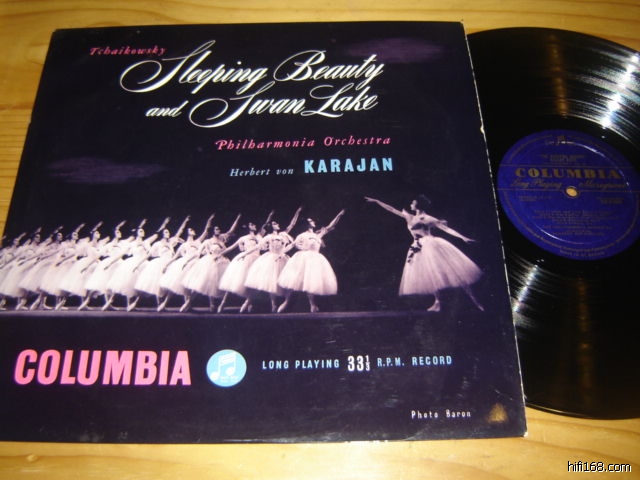 Tchaikowsky
Sleeping Beauty
and Swan Lake
Philharmonia Orchestra
Herbert von KARAJAN
COLUMBIA
LONG PLAYING 33⅓ R.P.M. RECORD
Photo Baron
COLUMBIA
Long Playing
hifi168.com